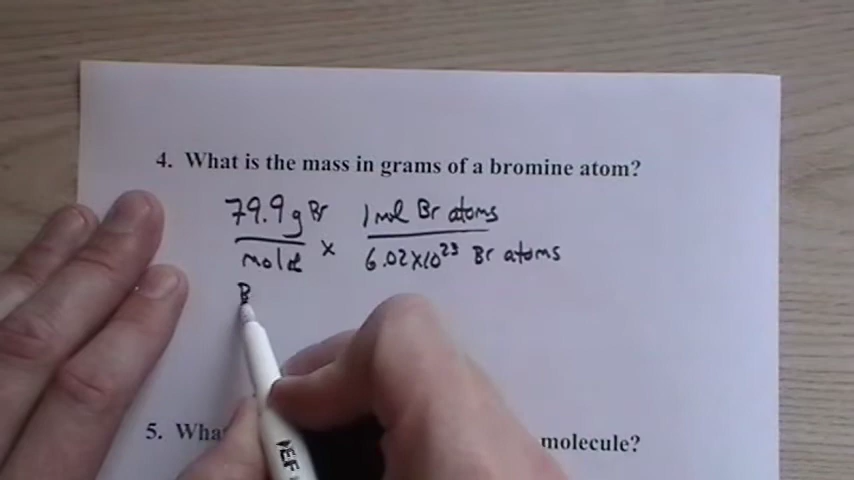 4. What is the mass in grams of a bromine atom?
79.9 g Br 1 mol Br atoms
mole × 6.02×10²³ Br atoms
B
5. molecule?